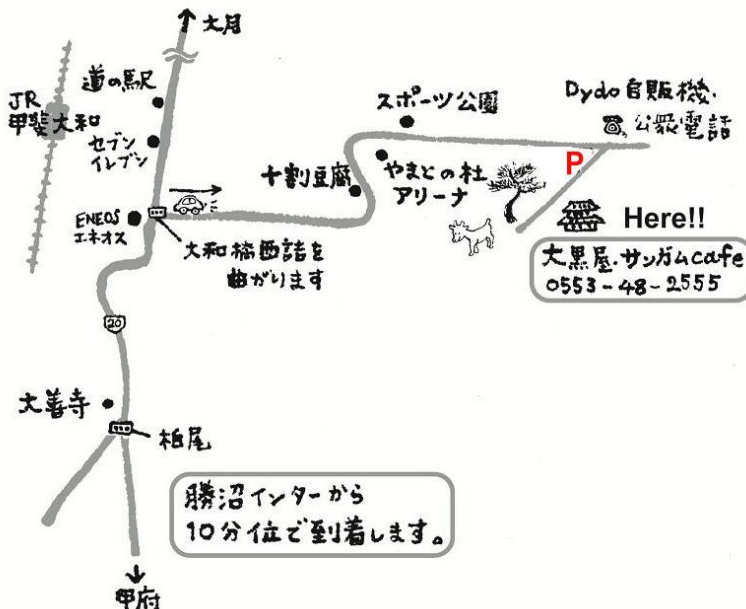 大月
道の駅
JR
甲斐大和
セブン
イレブン
ENEOS
エネオス
大和橋西詰を
曲がります
十割豆腐
スポーツ公園
やまとの杜
アリーナ
Dydo自販機.
公衆電話
P
Here!!
大黒屋.サンガムcafe
0553-48-2555
20
大善寺
柏尾
勝沼インターから
10分位で到着します。
甲府